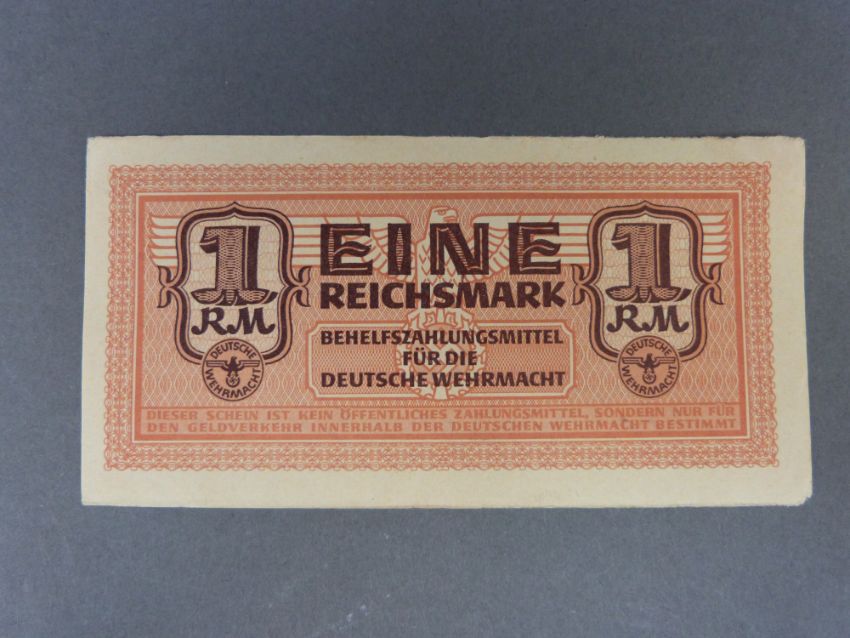 1
RM
EINE
REICHSMARK
BEHELFSZAHLUNGSMITTEL
FÜR DIE
DEUTSCHE WEHRMACHT
1
RM
DEUTSCHE
WEHRMACHT
DEUTSCHE
WEHRMACHT
DIESER SCHEIN IST KEIN ÖFFENTLICHES ZAHLUNGSMITTEL, SONDERN NUR FÜR
DEN GELDVERKEHR INNERHALB DER DEUTSCHEN WEHRMACHT BESTIMMT